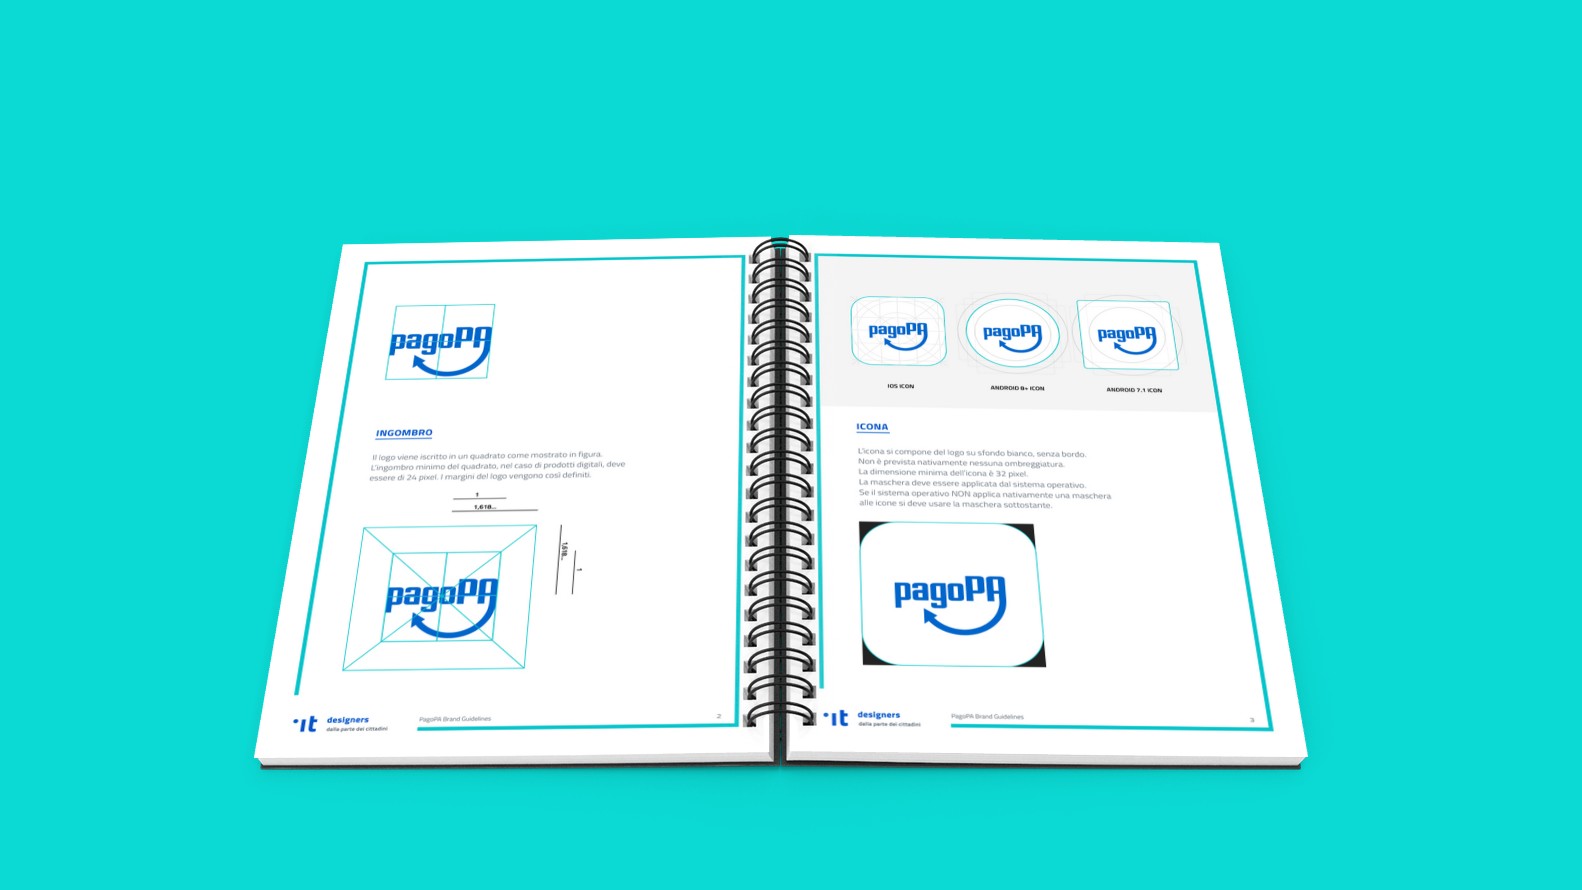 pagoPA
INGOMBRO
Il logo viene iscritto in un quadrato come mostrato in figura.
L'ingombro minimo del quadrato, nel caso di prodotti digitali, deve
essere di 24 pixel. I margini del logo vengono così definiti.
1
1,618...
1,618...
1
pagoPA
designers
dalla parte dei cittadini
PagoPA Brand Guidelines
2
pagoPA
pagoPA
pagoPA
IOS ICON
ANDROID 8+ ICON
ANDROID 7.1 ICON
ICONA
L'icona si compone del logo su sfondo bianco, senza bordo.
Non è prevista nativamente nessuna ombreggiatura.
La dimensione minima dell'icona è 32 pixel.
La maschera deve essere applicata dal sistema operativo.
Se il sistema operativo NON applica nativamente una maschera
alle icone si deve usare la maschera sottostante.
pagoPA
it
designers
dalla parte dei cittadini
PagoPA Brand Guidelines
3